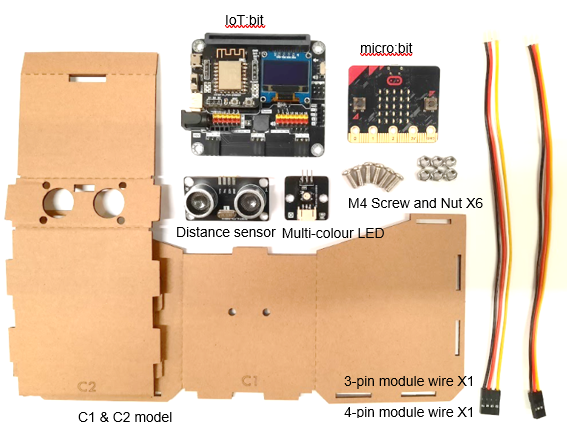 IoT:bit
micro:bit
M4 Screw and Nut X6
Distance sensor
Multi-colour LED
C2
C1
3-pin module wire X1
4-pin module wire X1
C1 & C2 model